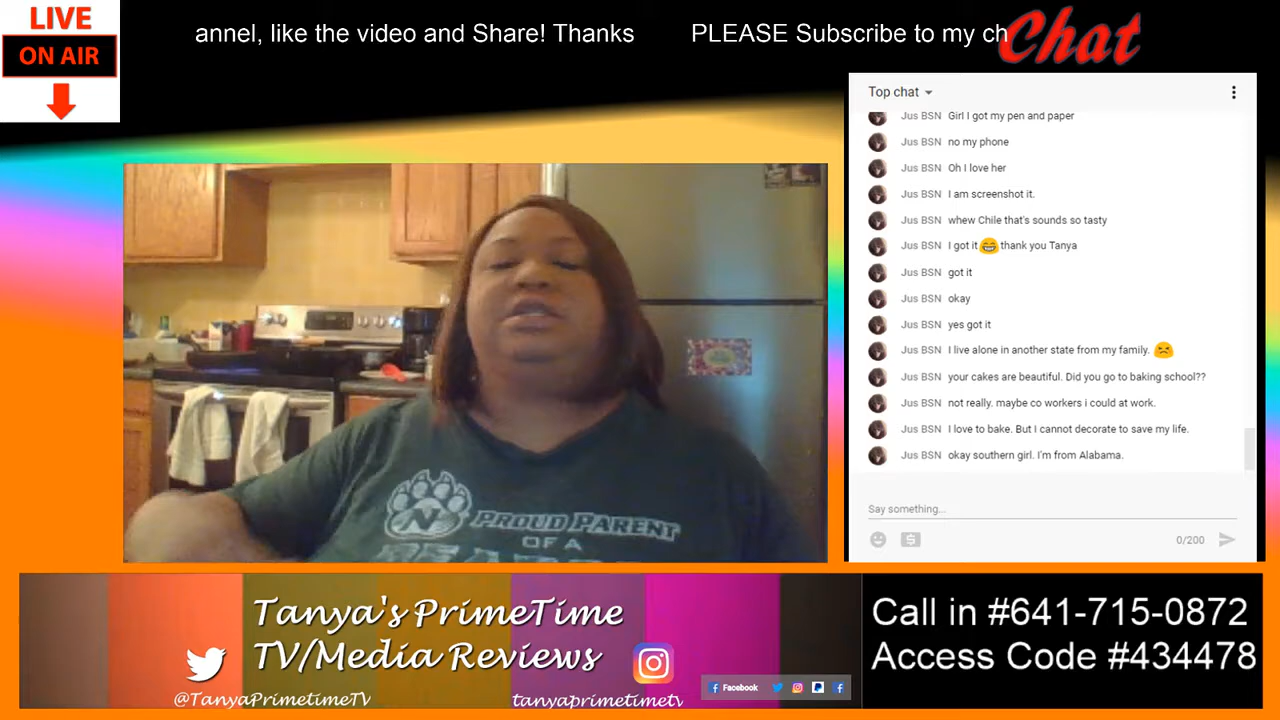 LIVE
ON AIR
annel, like the video and Share! Thanks PLEASE Subscribe to my ch
Chat
Top chat
Jus BSN Girl I got my pen and paper
Jus BSN no my phone
Jus BSN Oh I love her
Jus BSN I am screenshot it.
Jus BSN whew Chile that's sounds so tasty
Jus BSN I got it 😂 thank you Tanya
Jus BSN got it
Jus BSN okay
Jus BSN yes got it
Jus BSN I live alone in another state from my family. 😣
Jus BSN your cakes are beautiful. Did you go to baking school??
Jus BSN not really. maybe co workers i could at work.
Jus BSN I love to bake. But I cannot decorate to save my life.
Jus BSN okay southern girl. I'm from Alabama.
Say something...
0/200
N
PROUD PARENT
OF A
Tanya's PrimeTime
TV/Media Reviews
@TanyaPrimetimeTV
tanyaprimetimetv
Facebook
Call in #641-715-0872
Access Code #434478